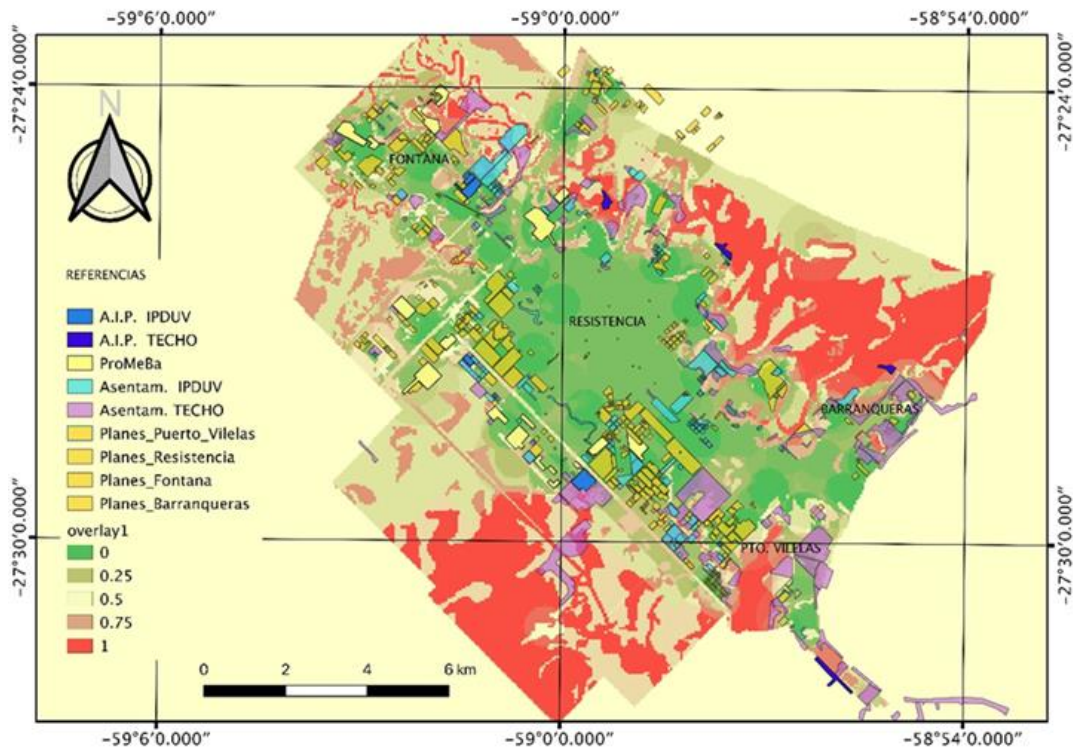 -59°6'0.000" -59°0'0.000" -58°54'0.000"
-27°24'0.000" -27°24'0.000"
N
FONTANA
REFERENCIAS
A.I.P. IPDUV
A.I.P. TECHO
RESISTENCIA
ProMeBa
Asentam. IPDUV
Asentam. TECHO
BARRANQUERAS
Planes_Puerto_Vilelas
Planes_Resistencia
Planes_Fontana
Planes_Barranqueras
overlay1
-27°30'0.000" -27°30'0.000"
0
PTO. VILELAS
0.25
0.5
0.75
1
0 2 4 6 km
-59°6'0.000" -59°0'0.000" -58°54'0.000"